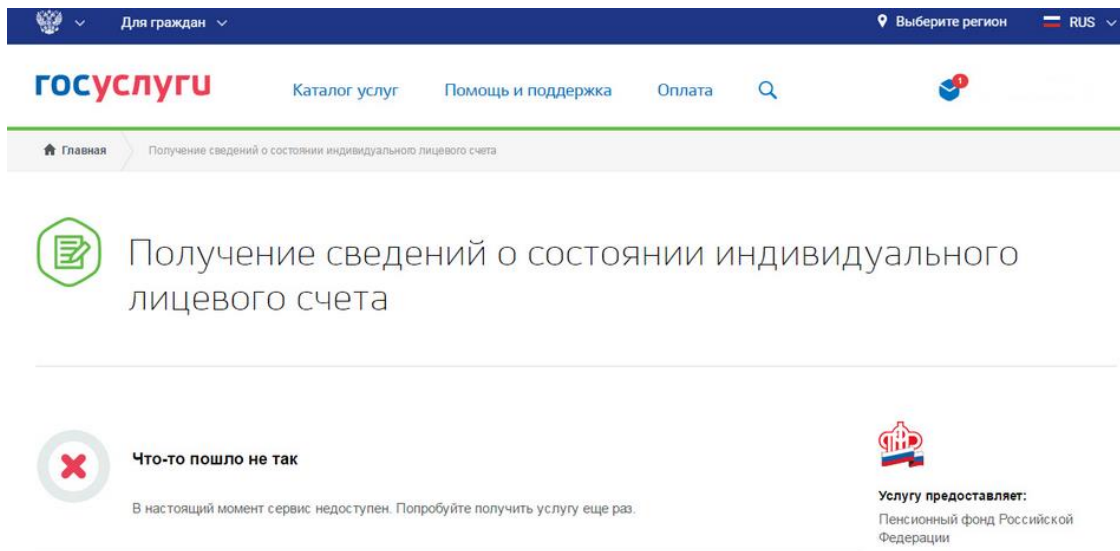 Для граждан
Выберите регион
RUS
госуслуги
Каталог услуг
Помощь и поддержка
Оплата
1
Главная
Получение сведений о состоянии индивидуального лицевого счета
Получение сведений о состоянии индивидуального
лицевого счета
Что-то пошло не так
В настоящий момент сервис недоступен. Попробуйте получить услугу еще раз.
Услугу предоставляет:
Пенсионный фонд Российской
Федерации